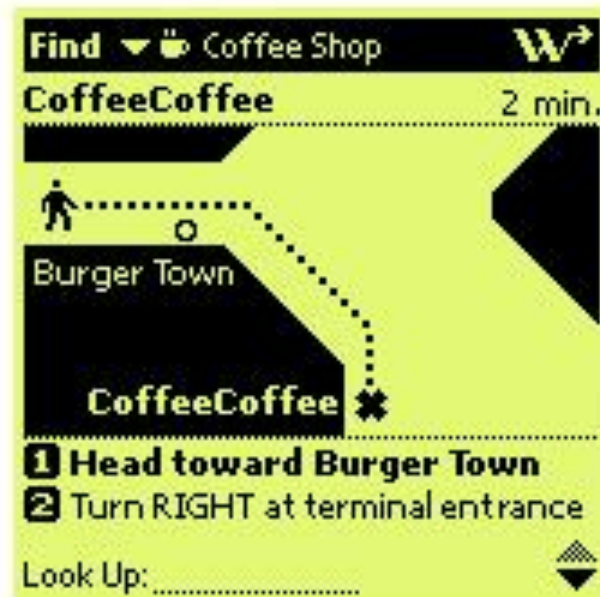 Find Coffee Shop W
CoffeeCoffee 2 min.
Burger Town
CoffeeCoffee
1 Head toward Burger Town
2 Turn RIGHT at terminal entrance
Look Up: